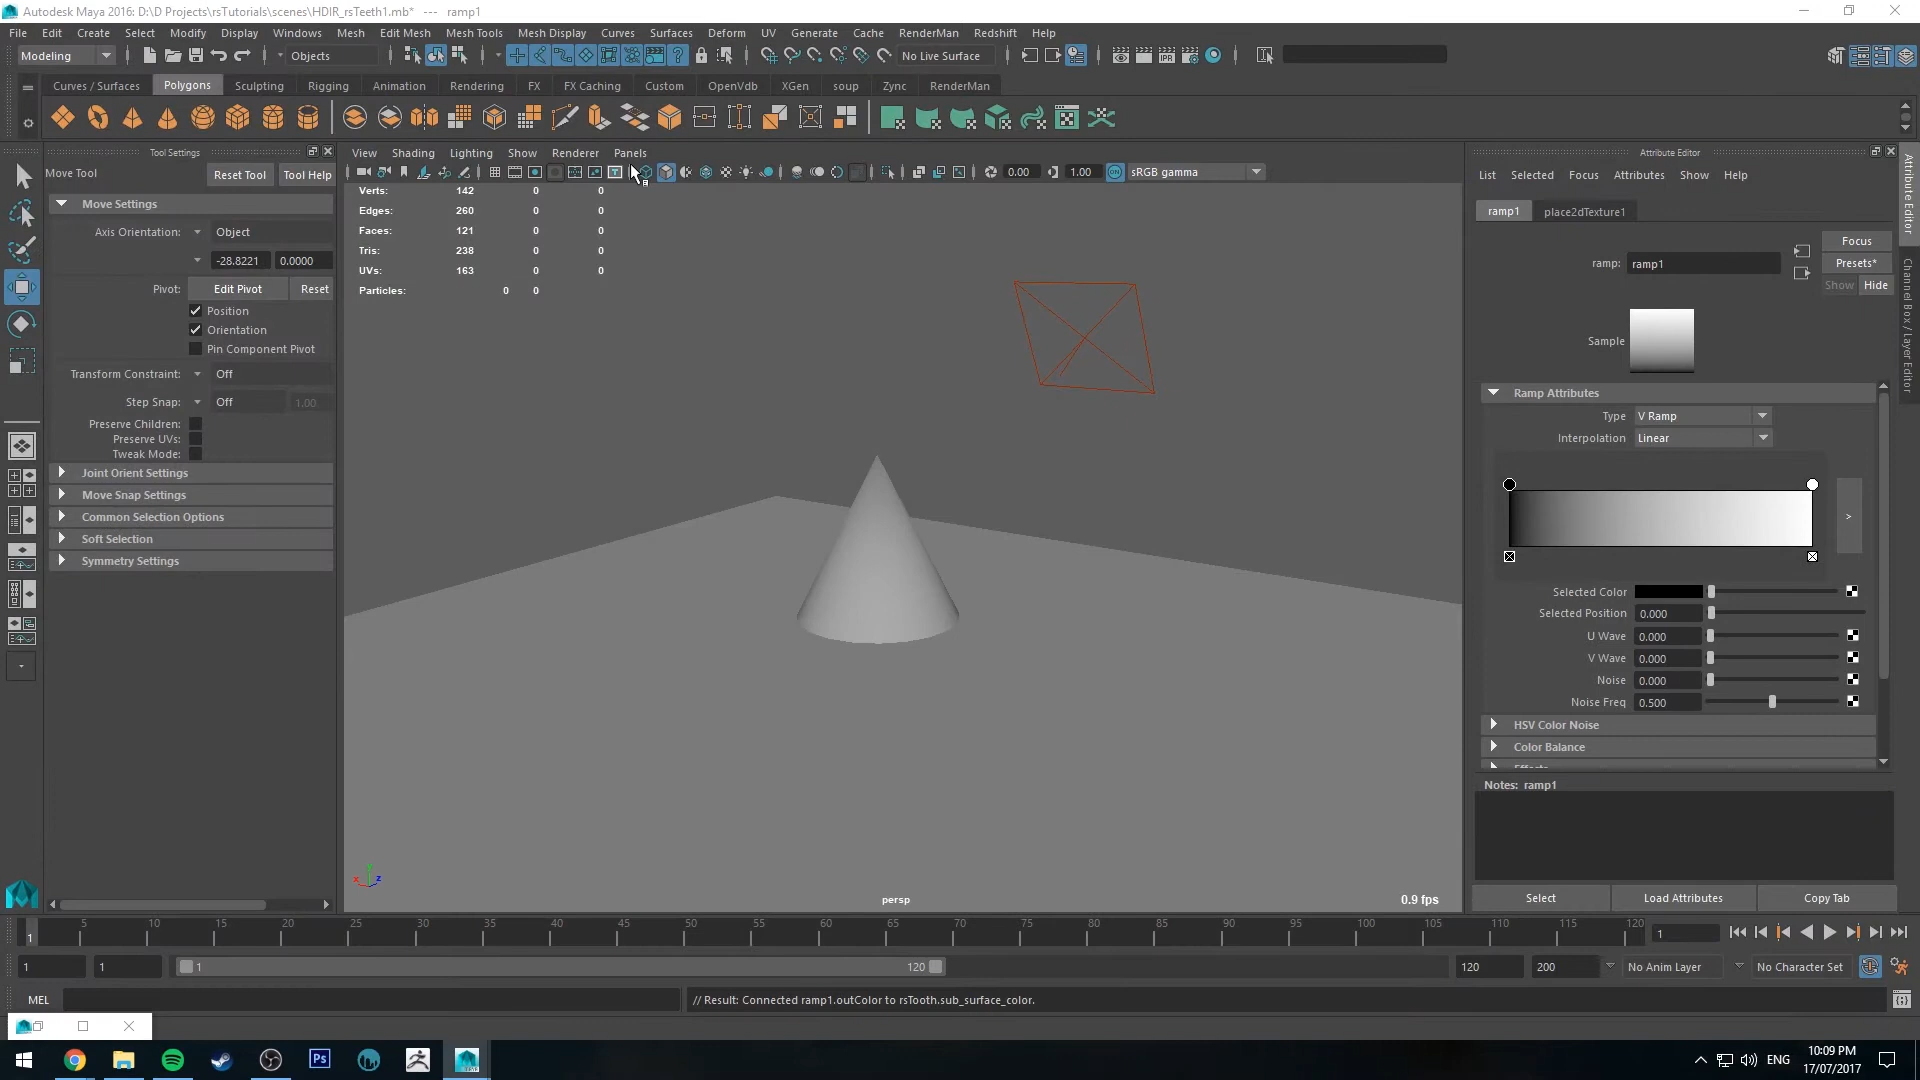 Autodesk Maya 2016: D:\D Projects\rsTutorials\scenes\HDIR_rsTeeth1.mb* --- ramp1
File Edit Create Select Modify Display Windows Mesh Edit Mesh Mesh Tools Mesh Display Curves Surfaces Deform UV Generate Cache RenderMan Redshift Help
Modeling Objects No Live Surface
Curves / Surfaces Polygons Sculpting Rigging Animation Rendering FX FX Caching Custom OpenVdb XGen soup Zync RenderMan
Tool Settings
Move Tool Reset Tool Tool Help
Move Settings
Axis Orientation: Object
-28.8221 0.0000
Pivot: Edit Pivot Reset
Position
Orientation
Pin Component Pivot
Transform Constraint: Off
Step Snap: Off 1.00
Preserve Children:
Preserve UVs:
Tweak Mode:
Joint Orient Settings
Move Snap Settings
Common Selection Options
Soft Selection
Symmetry Settings
View Shading Lighting Show Renderer Panels
0.00 1.00 sRGB gamma
Verts: 142 0 0
Edges: 260 0 0
Faces: 121 0 0
Tris: 238 0 0
UVs: 163 0 0
Particles: 0 0
persp
0.9 fps
Attribute Editor
List Selected Focus Attributes Show Help
ramp1 place2dTexture1
ramp: ramp1
Focus
Presets*
Show Hide
Sample
Ramp Attributes
Type V Ramp
Interpolation Linear
>
Selected Color
Selected Position 0.000
U Wave 0.000
V Wave 0.000
Noise 0.000
Noise Freq 0.500
HSV Color Noise
Color Balance
Effects
Notes: ramp1
Select Load Attributes Copy Tab
Attribute Editor
Channel Box / Layer Editor
1 5 10 15 20 25 30 35 40 45 50 55 60 65 70 75 80 85 90 95 100 105 110 115 120 1
1 1 1 120 120 200 No Anim Layer No Character Set
MEL // Result: Connected ramp1.outColor to rsTooth.sub_surface_color.
Ps ENG 10:09 PM
17/07/2017